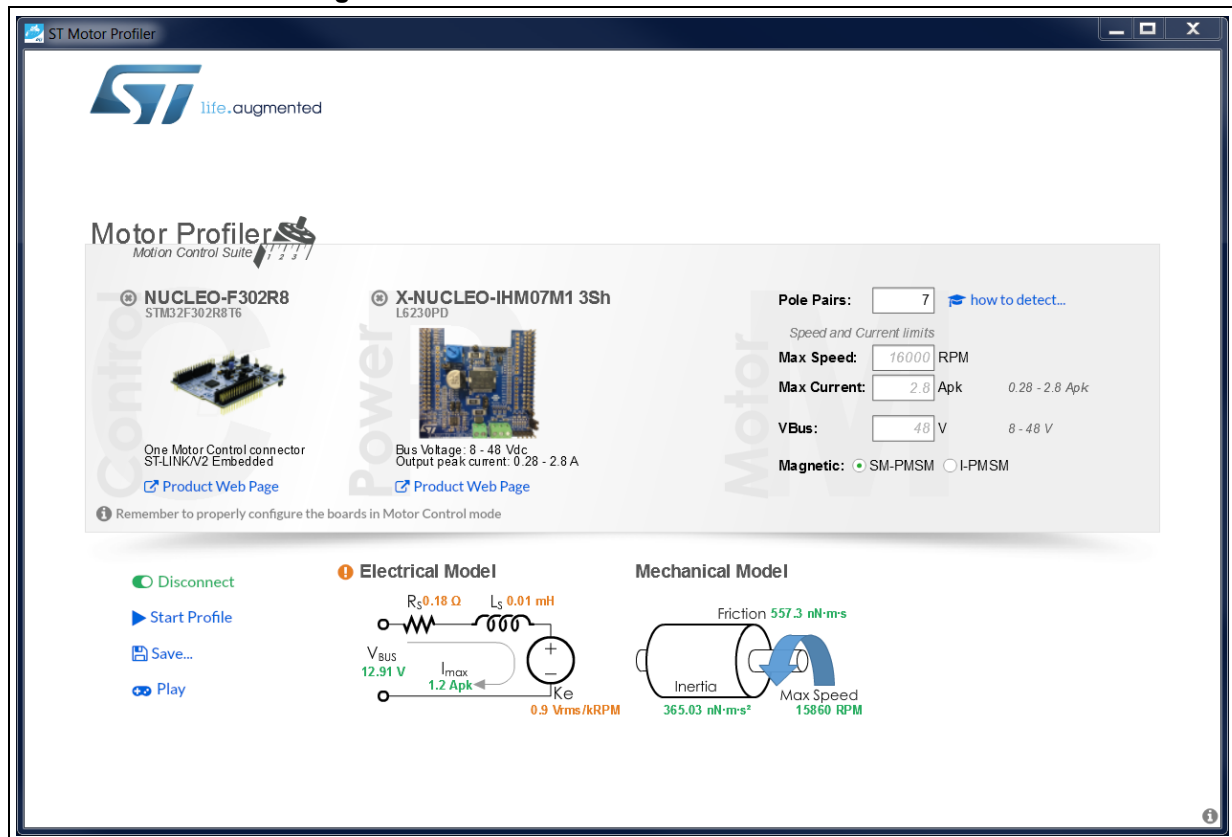 ST Motor Profiler
ST life.augmented
Motor Profiler
Motion Control Suite
1 2 3
Control
NUCLEO-F302R8
STM32F302R8T6
One Motor Control connector
ST-LINK/V2 Embedded
Product Web Page
Power
X-NUCLEO-IHM07M1 3Sh
L6230PD
Bus Voltage: 8 - 48 Vdc
Output peak current: 0.28 - 2.8 A
Product Web Page
Motor
Pole Pairs: 7 how to detect...
Speed and Current limits
Max Speed: 16000 RPM
Max Current: 2.8 Apk 0.28 - 2.8 Apk
VBus: 48 V 8 - 48 V
Magnetic: SM-PMSM I-PMSM
Remember to properly configure the boards in Motor Control mode
Disconnect
Start Profile
Save...
Play
Electrical Model
RS 0.18 Ω LS 0.01 mH
VBUS
12.91 V
Imax
1.2 Apk
+
−
Ke
0.9 Vrms/kRPM
Mechanical Model
Friction 557.3 nN·m·s
Inertia
365.03 nN·m·s²
Max Speed
15860 RPM